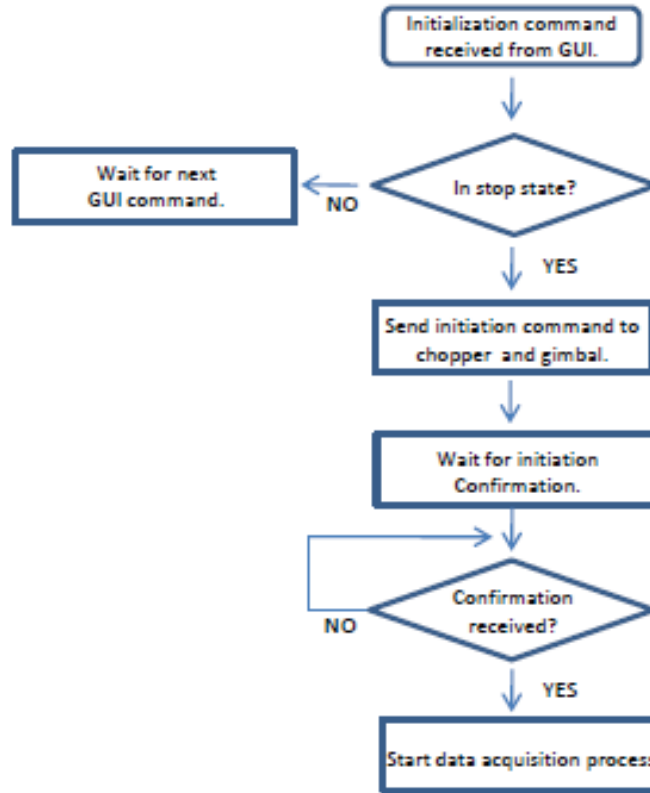 Initialization command
received from GUI.
In stop state?
NO
Wait for next
GUI command.
YES
Send initiation command to
chopper and gimbal.
Wait for initiation
Confirmation.
Confirmation
received?
NO
YES
Start data acquisition process